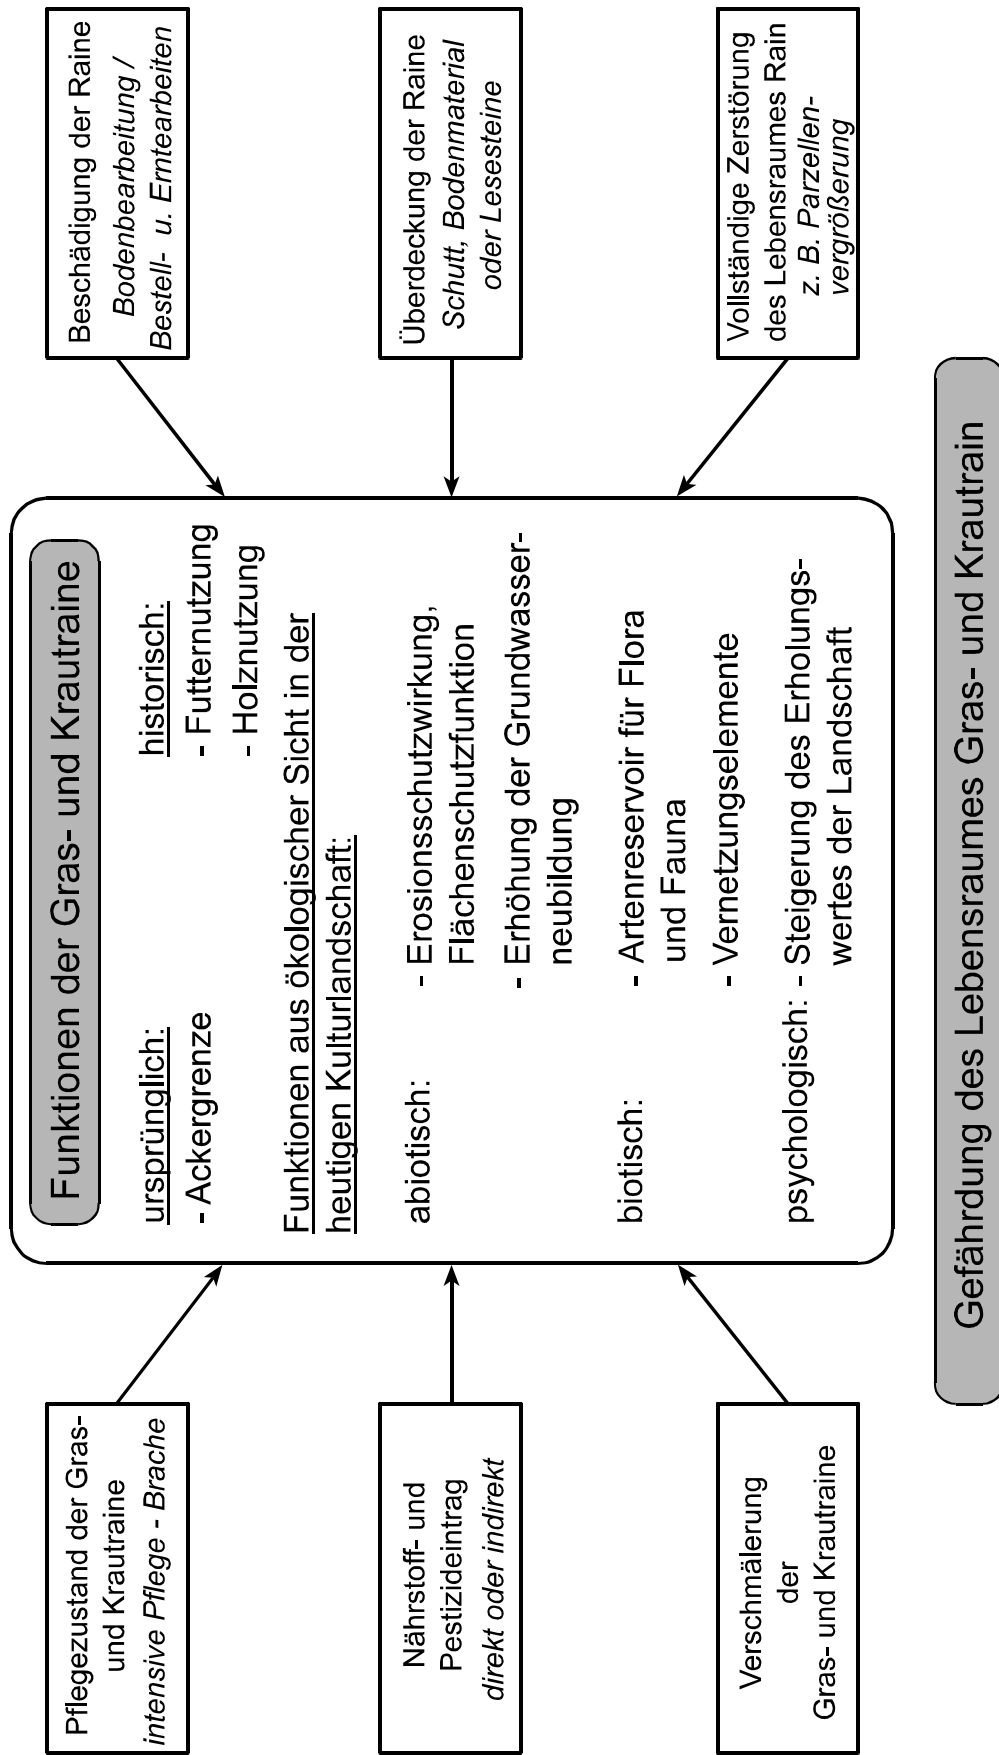 Funktionen der Gras- und Krautraine
ursprünglich:
- Ackergrenze
historisch:
- Futternutzung
- Holznutzung
Funktionen aus ökologischer Sicht in der
heutigen Kulturlandschaft:
abiotisch:
- Erosionsschutzwirkung,
Flächenschutzfunktion
- Erhöhung der Grundwasser-
neubildung
biotisch:
- Artenreservoir für Flora
und Fauna
- Vernetzungselemente
psychologisch:
- Steigerung des Erholungs-
wertes der Landschaft
Pflegezustand der Gras-
und Krautraine
intensive Pflege - Brache
Nährstoff- und
Pestizideintrag
direkt oder indirekt
Verschmälerung
der
Gras- und Krautraine
Beschädigung der Raine
Bodenbearbeitung /
Bestell- u. Erntearbeiten
Überdeckung der Raine
Schutt, Bodenmaterial
oder Lesesteine
Vollständige Zerstörung
des Lebensraumes Rain
z. B. Parzellen-
vergrößerung
Gefährdung des Lebensraumes Gras- und Krautrain